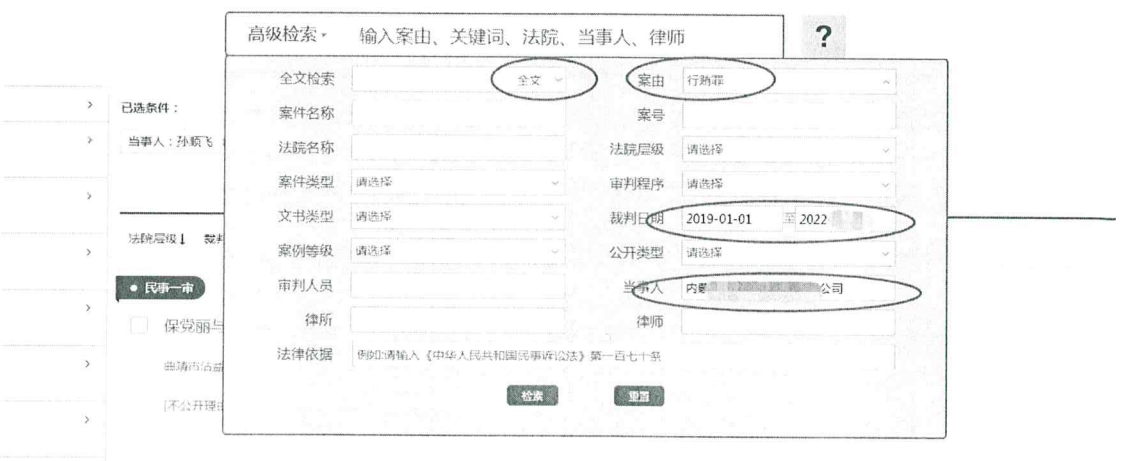 高级检索 输入案由、关键词、法院、当事人、律师 ?
全文检索 全文 案由 行贿罪
已选条件：
案件名称 案号
当事人：孙顺飞
法院名称 法院层级 请选择
案件类型 请选择 审判程序 请选择
文书类型 请选择 裁判日期 2019-01-01 至 2022
法院层级↓ 裁判
案例等级 请选择 公开类型 请选择
民事一审
审判人员 当事人 内蒙 公司
保党丽与
律所 律师
法律依据 例如:请输入《中华人民共和国民事诉讼法》第一百七十条
曲靖市沾益
检索 重置
[不公开理由